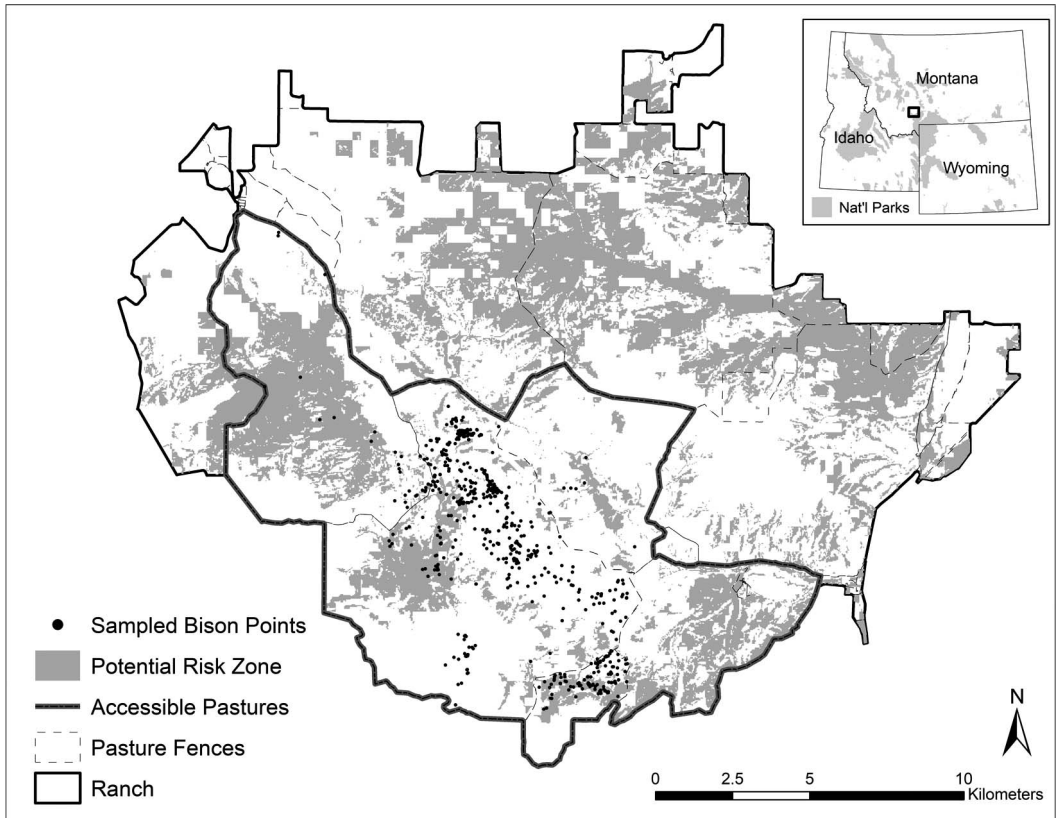 Montana
Idaho
Wyoming
Nat'l Parks
Sampled Bison Points
Potential Risk Zone
Accessible Pastures
Pasture Fences
Ranch
N
0 2.5 5 10
Kilometers